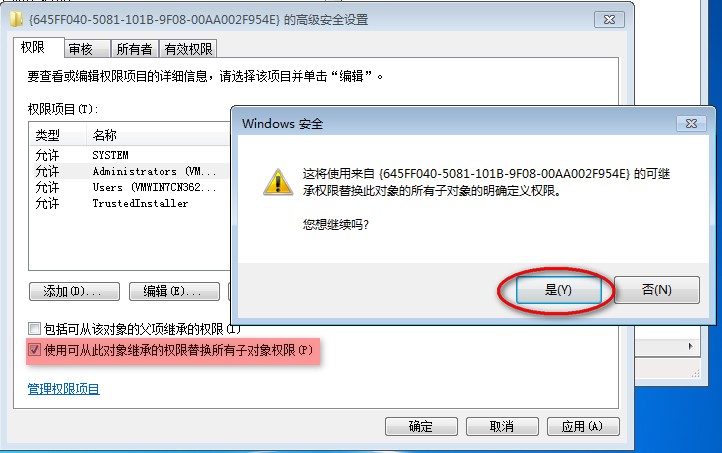 {645FF040-5081-101B-9F08-00AA002F954E} 的高级安全设置
权限 审核 所有者 有效权限
要查看或编辑权限项目的详细信息，请选择该项目并单击“编辑”。
权限项目(T):
类型 名称
允许 SYSTEM
允许 Administrators (VM...
允许 Users (VMWIN7CN362...
允许 TrustedInstaller
添加(D)... 编辑(E)...
包括可从该对象的父项继承的权限(I)
使用可从此对象继承的权限替换所有子对象权限(P)
管理权限项目
确定 取消 应用(A)
Windows 安全
这将使用来自 {645FF040-5081-101B-9F08-00AA002F954E} 的可继
承权限替换此对象的所有子对象的明确定义权限。
您想继续吗?
是(Y) 否(N)